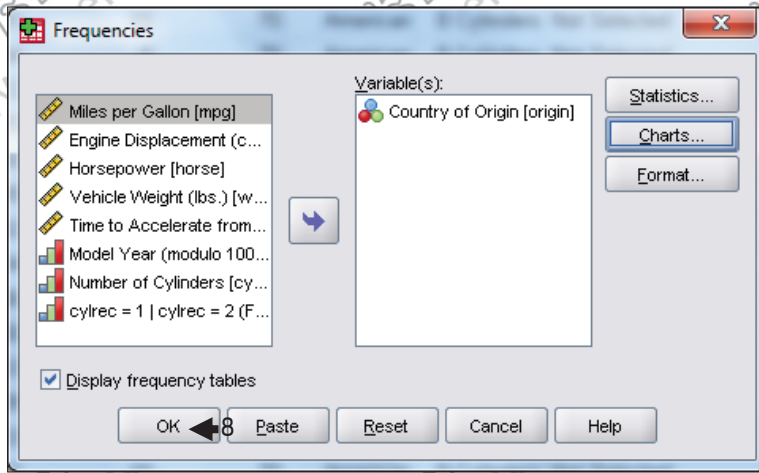 Frequencies
Variable(s):
Miles per Gallon [mpg]
Engine Displacement (c...
Horsepower [horse]
Vehicle Weight (lbs.) [w...
Time to Accelerate from...
Model Year (modulo 100...
Number of Cylinders [cy...
cylrec = 1 | cylrec = 2 (F...
Country of Origin [origin]
Statistics...
Charts...
Format...
Display frequency tables
OK 8 Paste Reset Cancel Help